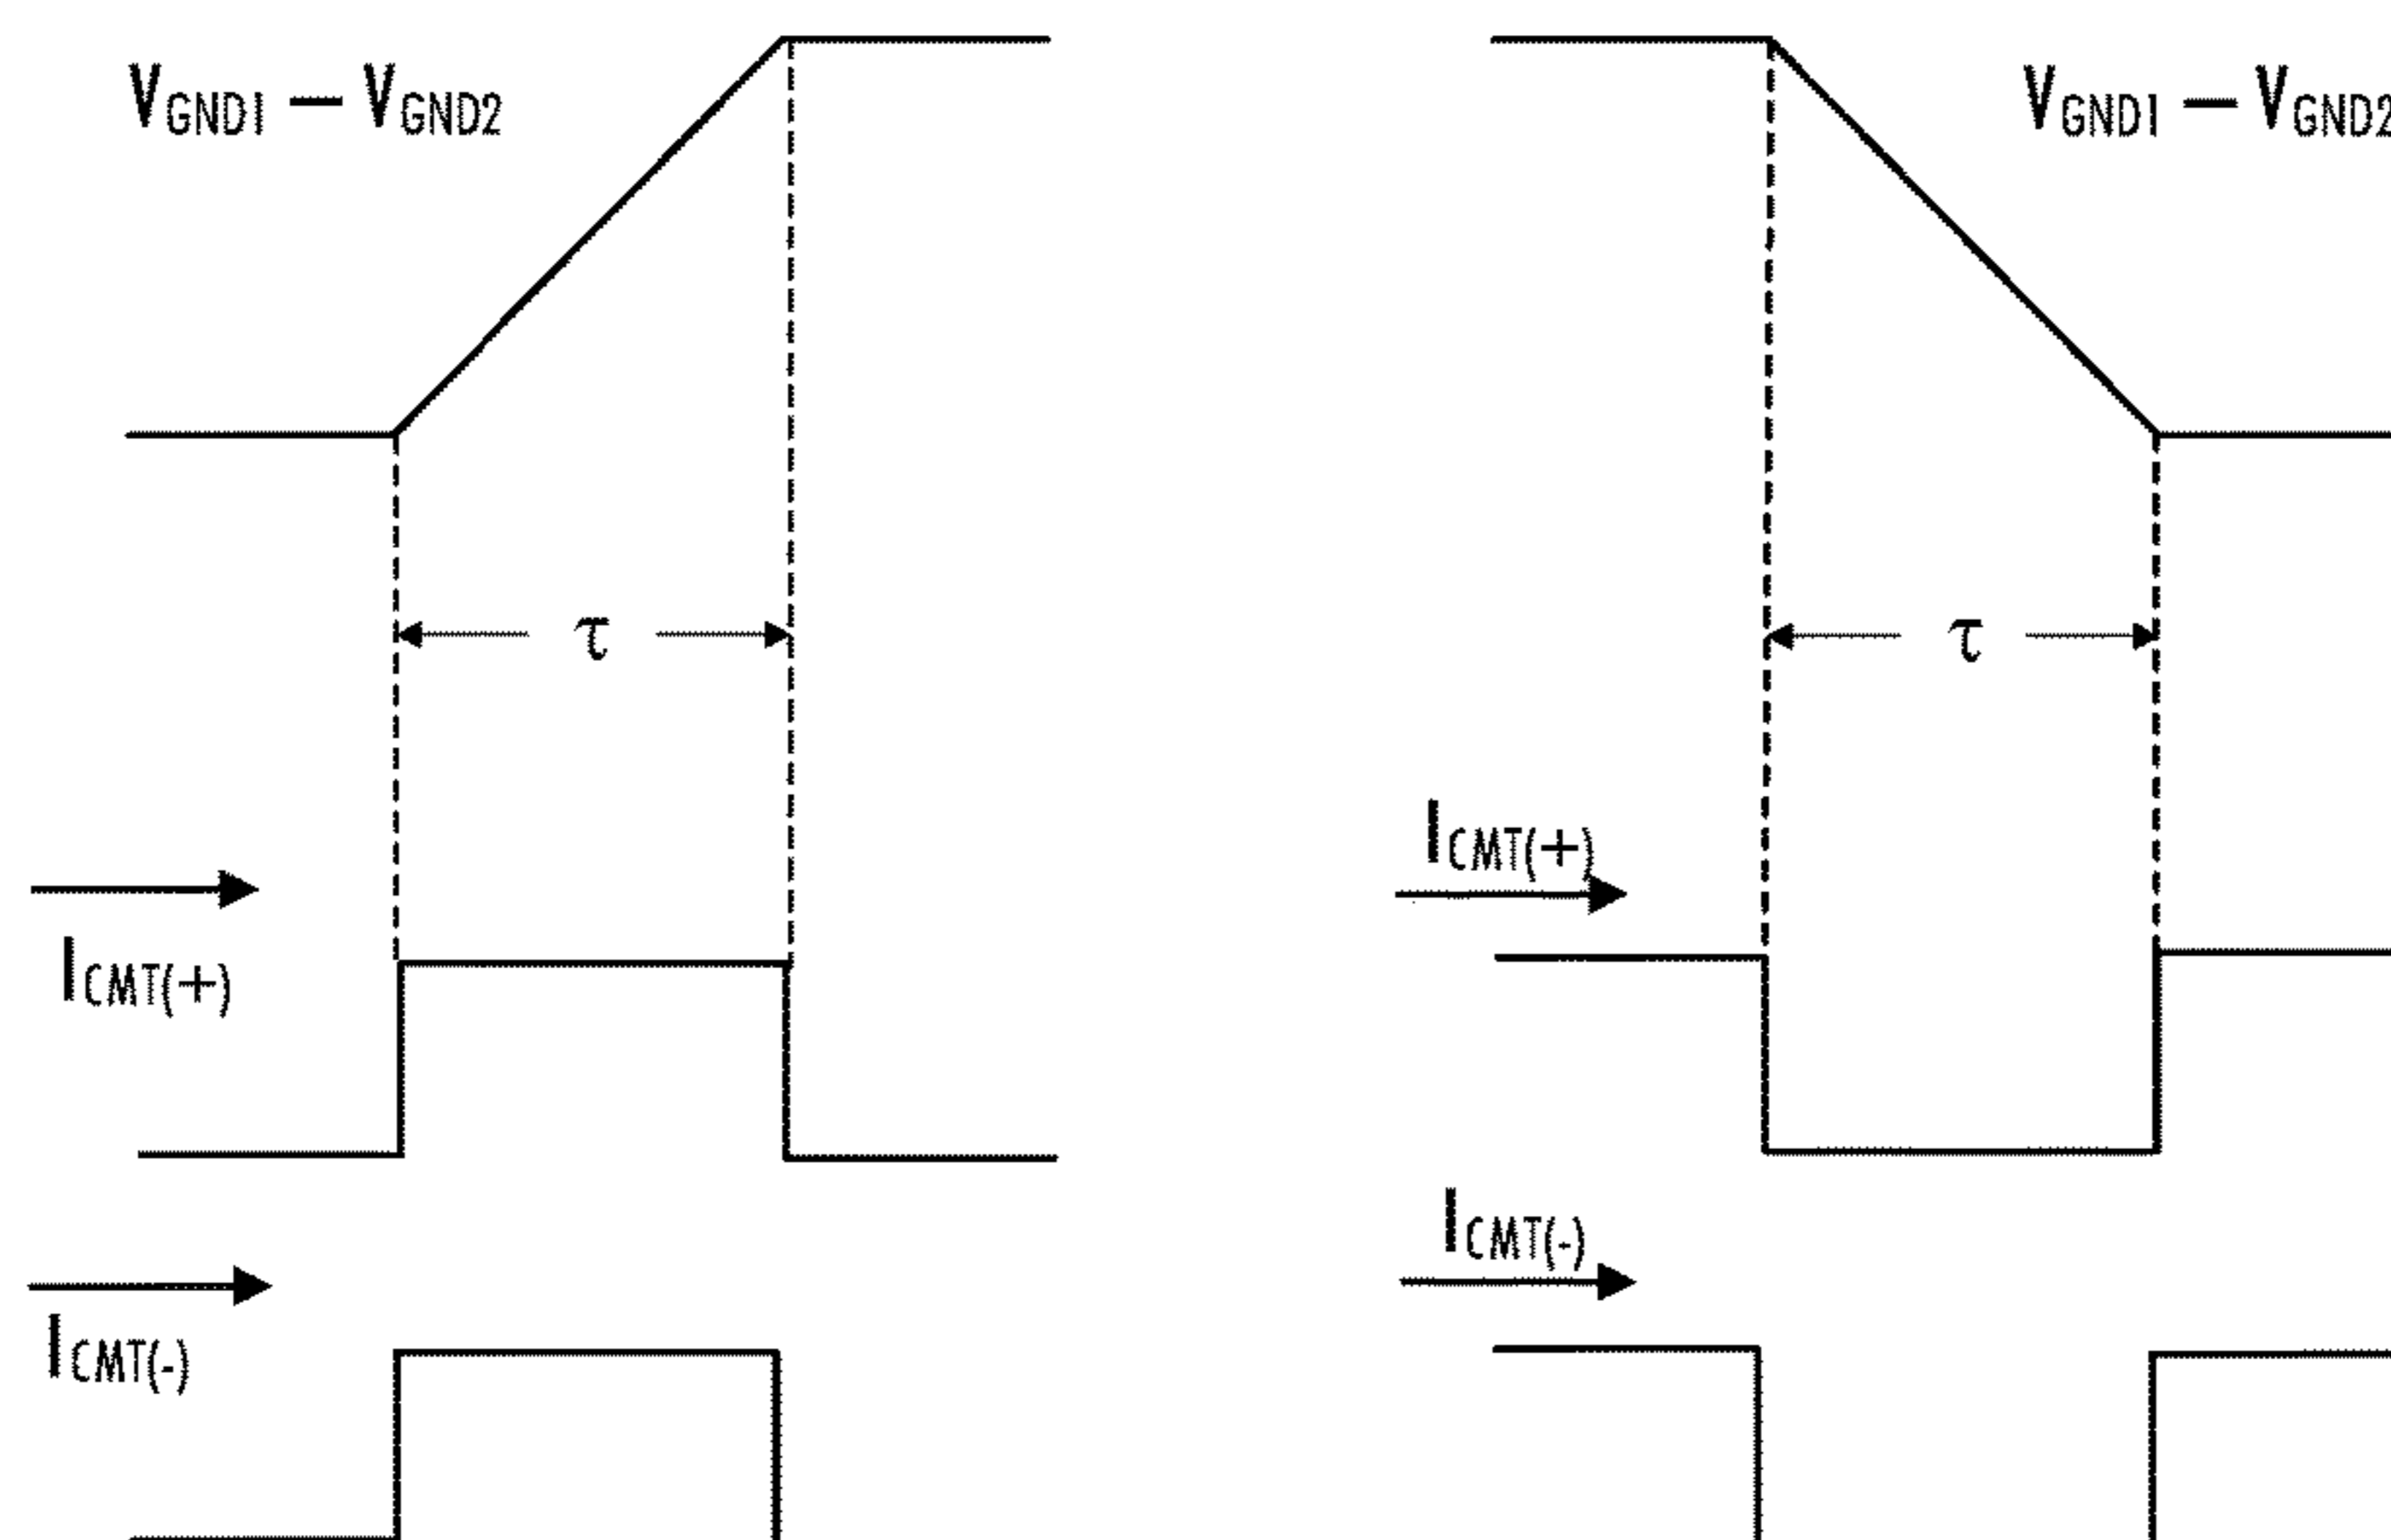 VGND1 – VGND2
VGND1 – VGND2
τ
τ
ICMT(+)
ICMT(+)
ICMT(-)
ICMT(-)